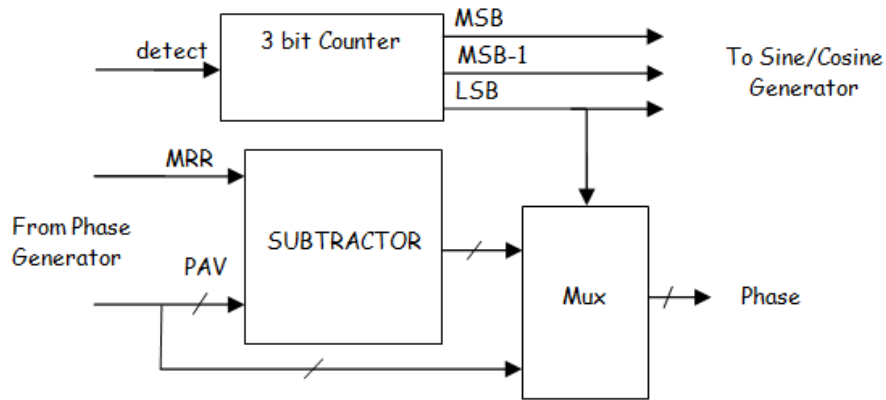 MSB
detect
3 bit Counter
MSB-1
To Sine/Cosine
Generator
LSB
MRR
From Phase
Generator
SUBTRACTOR
PAV
Mux
Phase